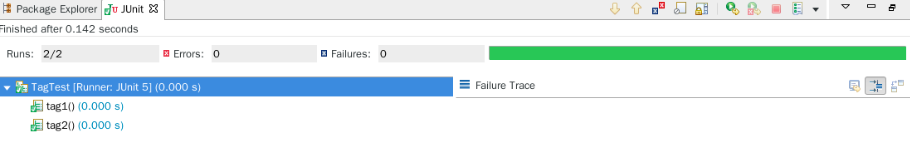 Package Explorer JUnit
Finished after 0.142 seconds
Runs: 2/2 Errors: 0 Failures: 0
TagTest [Runner: JUnit 5] (0.000 s) Failure Trace
tag1() (0.000 s)
tag2() (0.000 s)